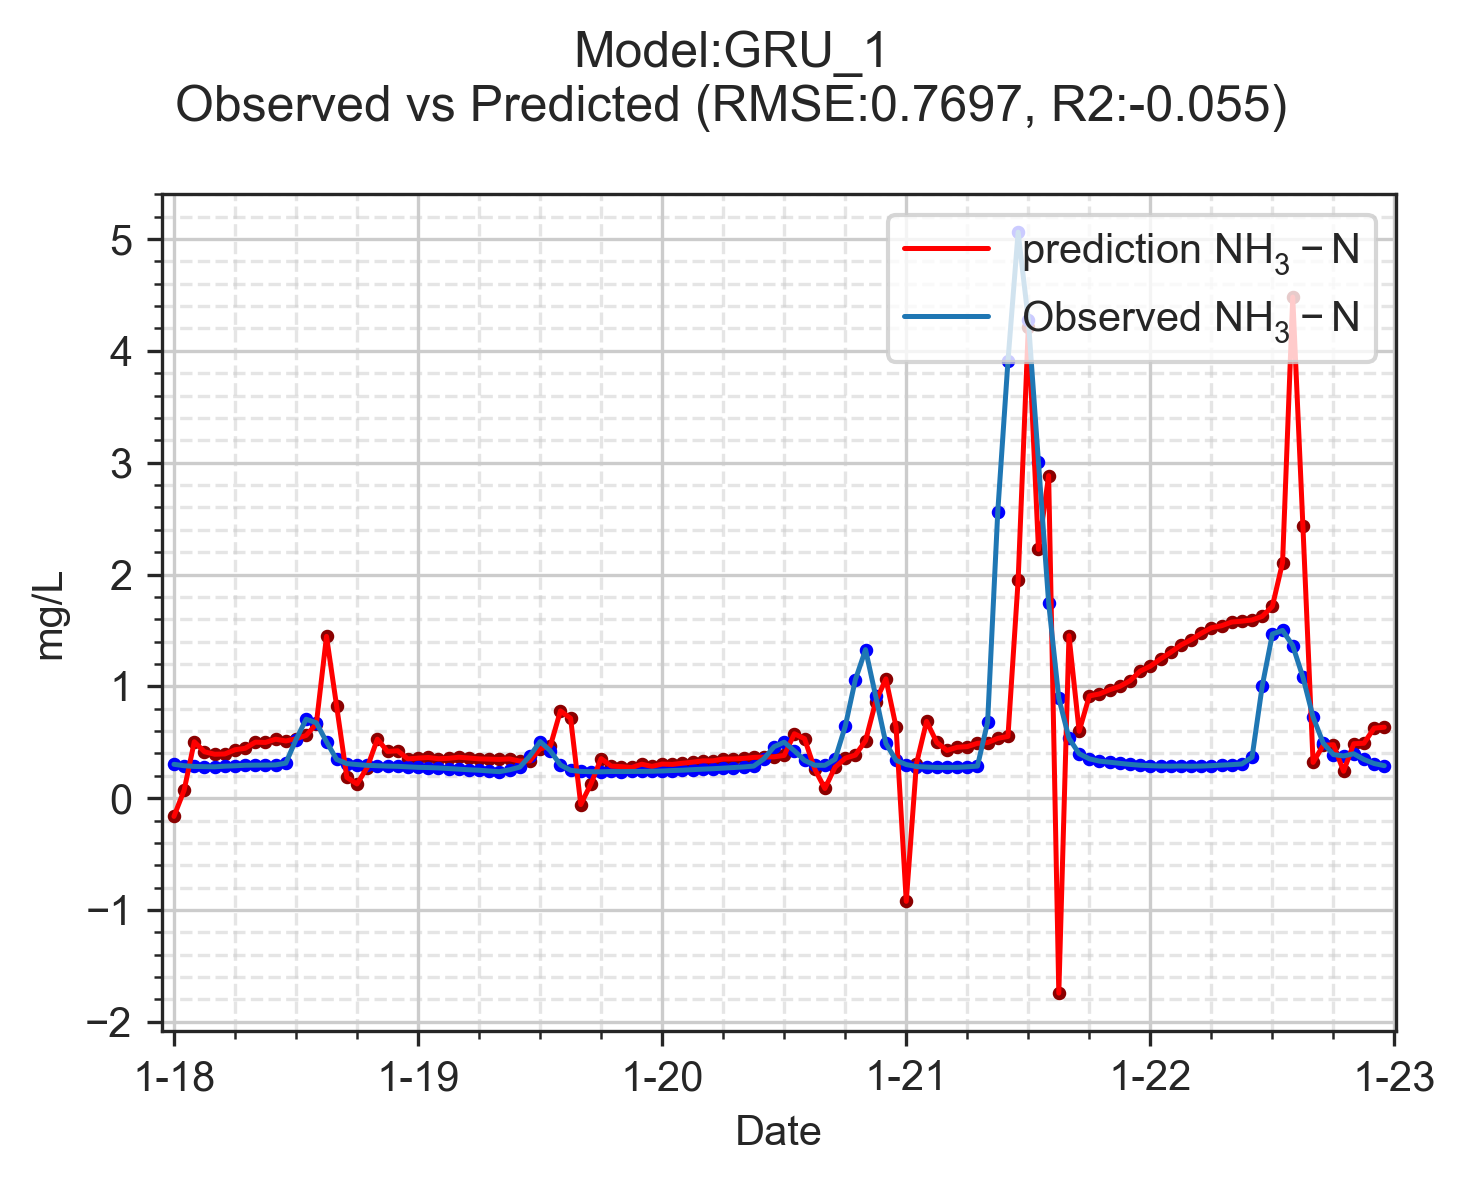 Model:GRU_1
Observed vs Predicted (RMSE:0.7697, R2:-0.055)
prediction NH₃ − N
Observed NH₃ − N
5
4
3
2
1
0
−1
−2
mg/L
1-18 1-19 1-20 1-21 1-22 1-23
Date